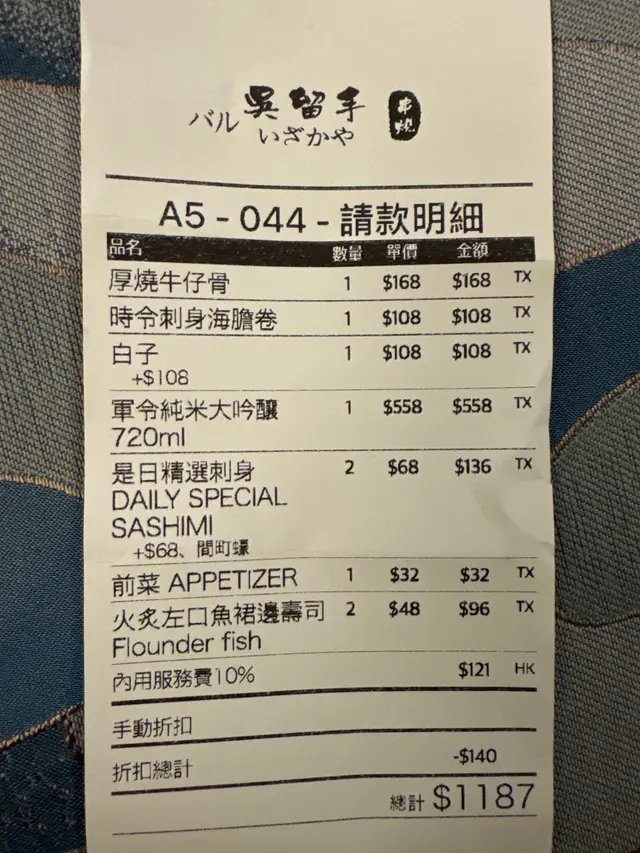 吳留手 串燒
バル いざかや
A5 - 044 - 請款明細
品名 數量 單價 金額
厚燒牛仔骨 1 $168 $168 TX
時令刺身海膽卷 1 $108 $108 TX
白子 1 $108 $108 TX
+$108
軍令純米大吟釀 1 $558 $558 TX
720ml
是日精選刺身 2 $68 $136 TX
DAILY SPECIAL
SASHIMI
+$68、間町蠔
前菜 APPETIZER 1 $32 $32 TX
火炙左口魚裙邊壽司 2 $48 $96 TX
Flounder fish
內用服務費10% $121 HK
手動折扣
折扣總計 -$140
總計 $1187